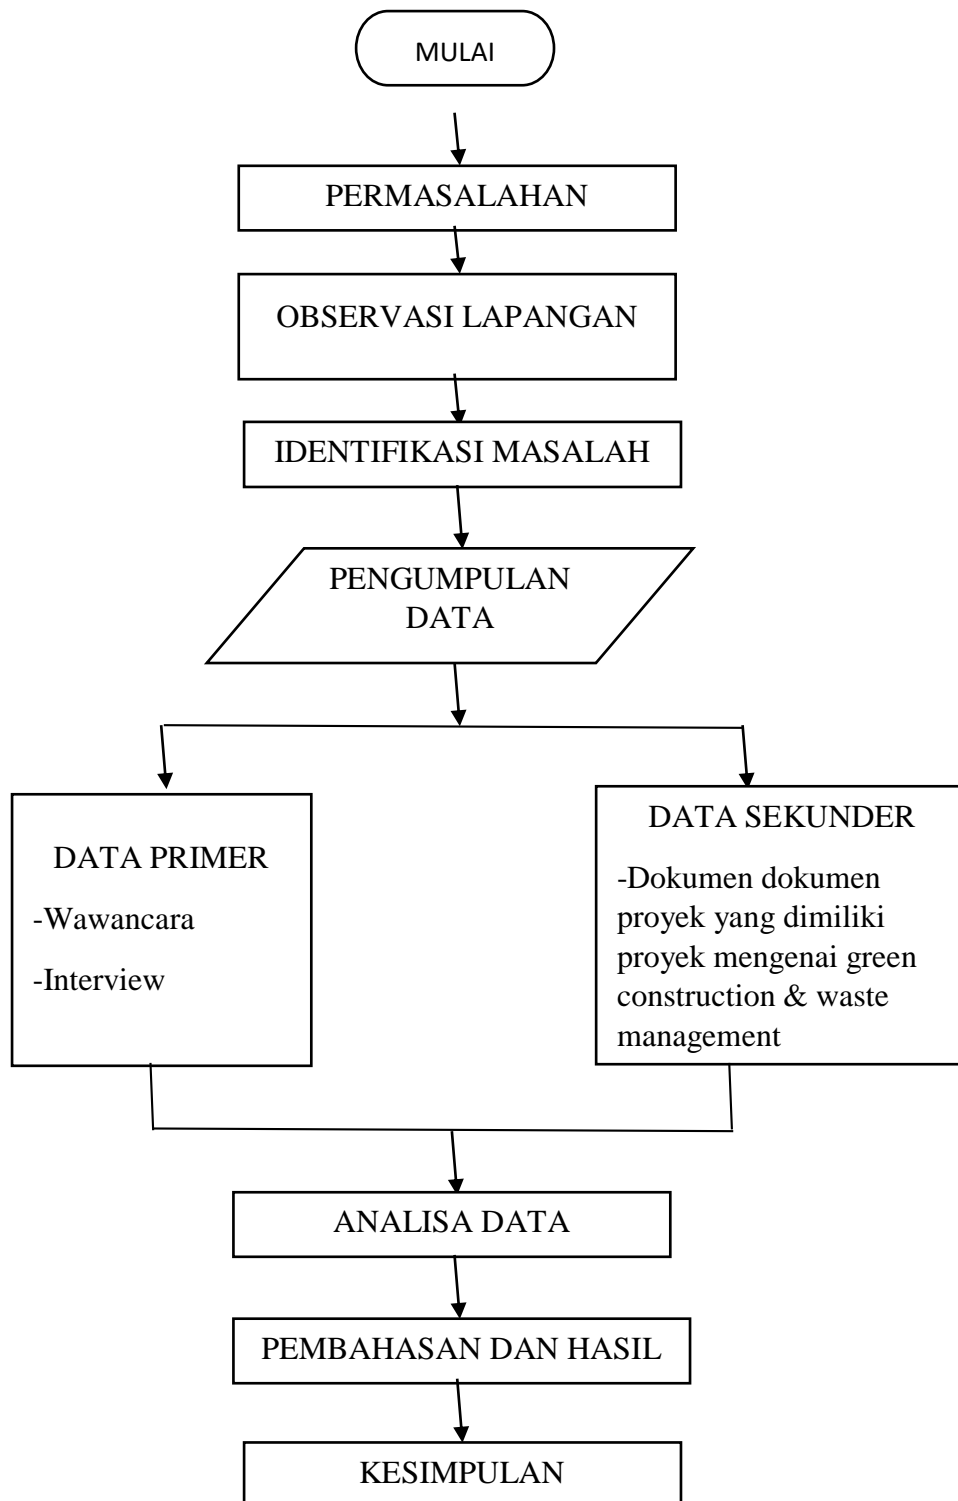 MULAI
PERMASALAHAN
OBSERVASI LAPANGAN
IDENTIFIKASI MASALAH
PENGUMPULAN
DATA
DATA PRIMER
-Wawancara
-Interview
DATA SEKUNDER
-Dokumen dokumen
proyek yang dimiliki
proyek mengenai green
construction & waste
management
ANALISA DATA
PEMBAHASAN DAN HASIL
KESIMPULAN